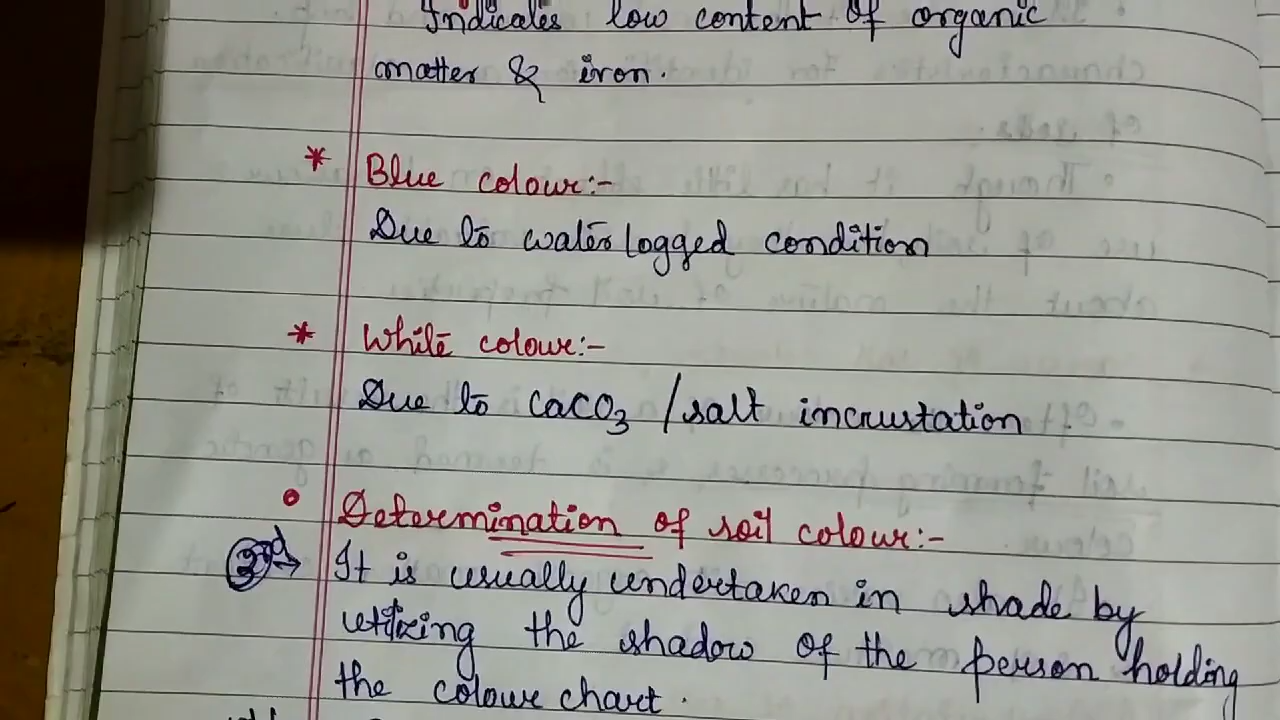 Indicates low content of organic
matter & iron.
* Blue colour:-
Due to waterlogged condition
* White colour:-
Due to CaCO3 / salt incrustation
• Determination of soil colour:-
It is usually undertaken in shade by
utilizing the shadow of the person holding
the colour chart.